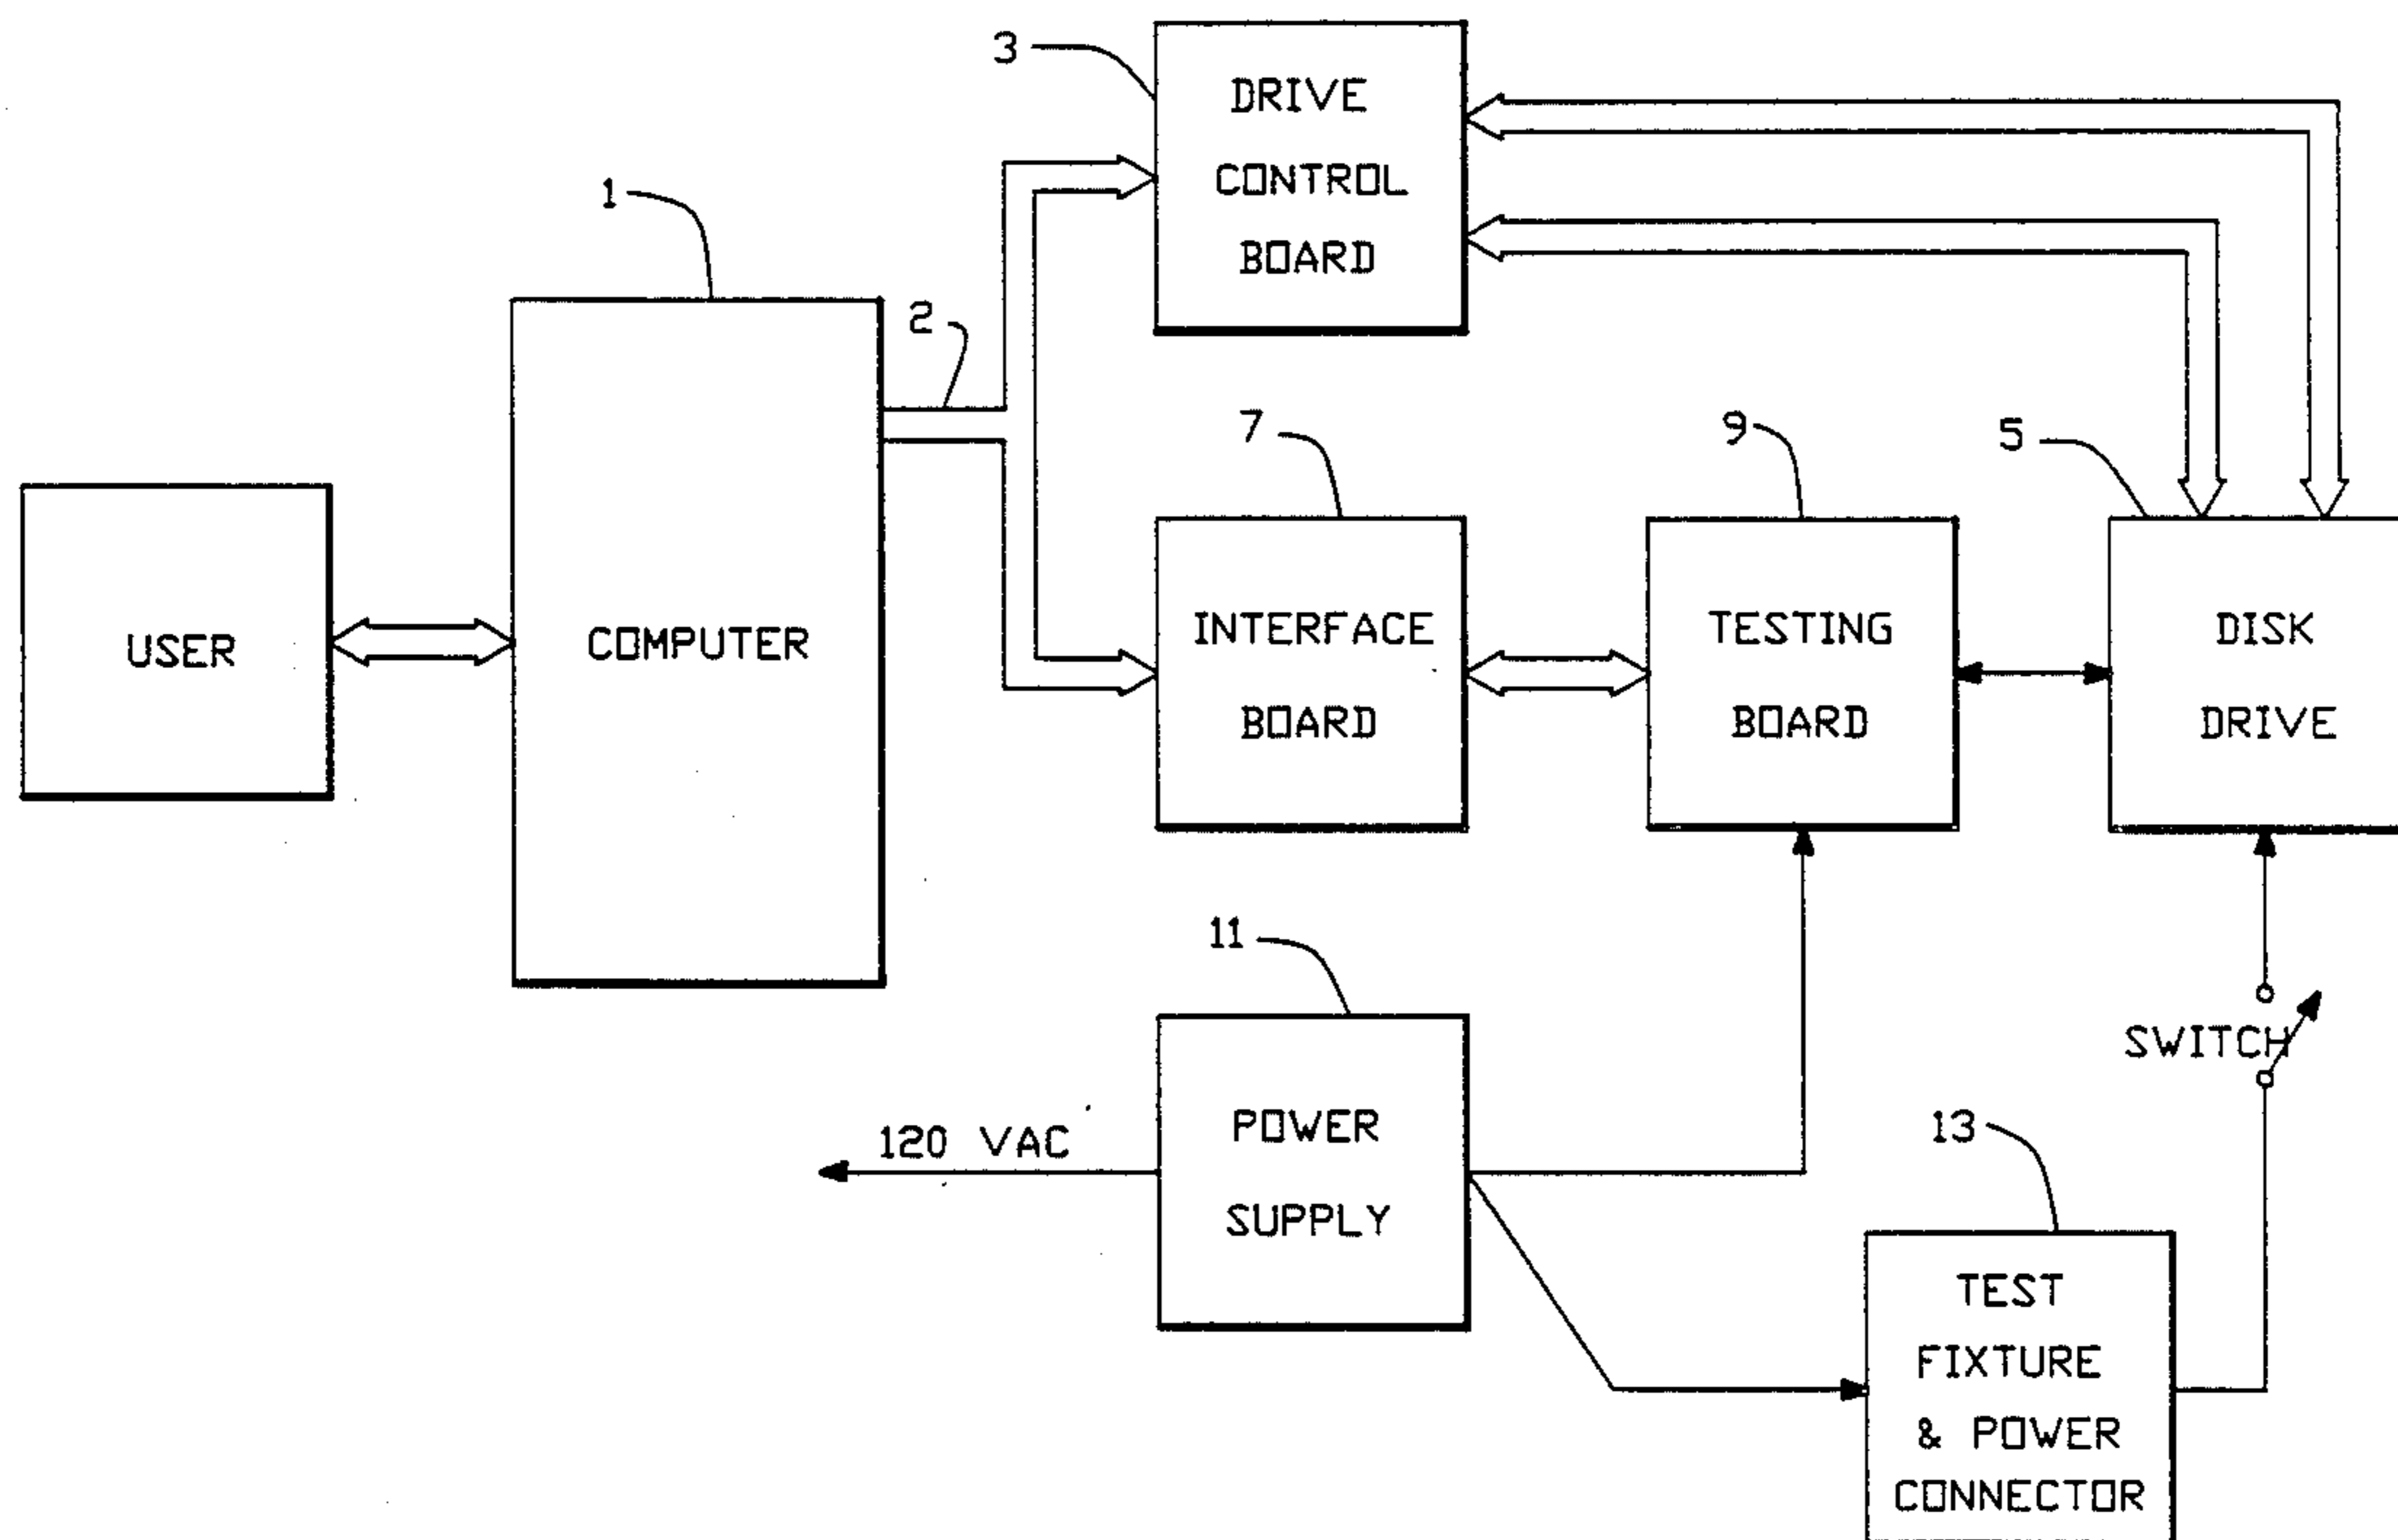 3
DRIVE
CONTROL
BOARD
1
2
7
9
5
USER
COMPUTER
INTERFACE
BOARD
TESTING
BOARD
DISK
DRIVE
11
SWITCH
120 VAC
POWER
SUPPLY
13
TEST
FIXTURE
& POWER
CONNECTOR